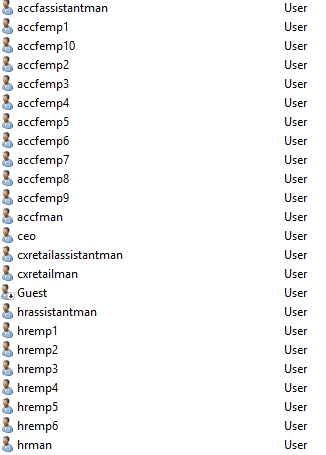 accfassistantman User
accfemp1 User
accfemp10 User
accfemp2 User
accfemp3 User
accfemp4 User
accfemp5 User
accfemp6 User
accfemp7 User
accfemp8 User
accfemp9 User
accfman User
ceo User
cxretailassistantman User
cxretailman User
Guest User
hrassistantman User
hremp1 User
hremp2 User
hremp3 User
hremp4 User
hremp5 User
hremp6 User
hrman User